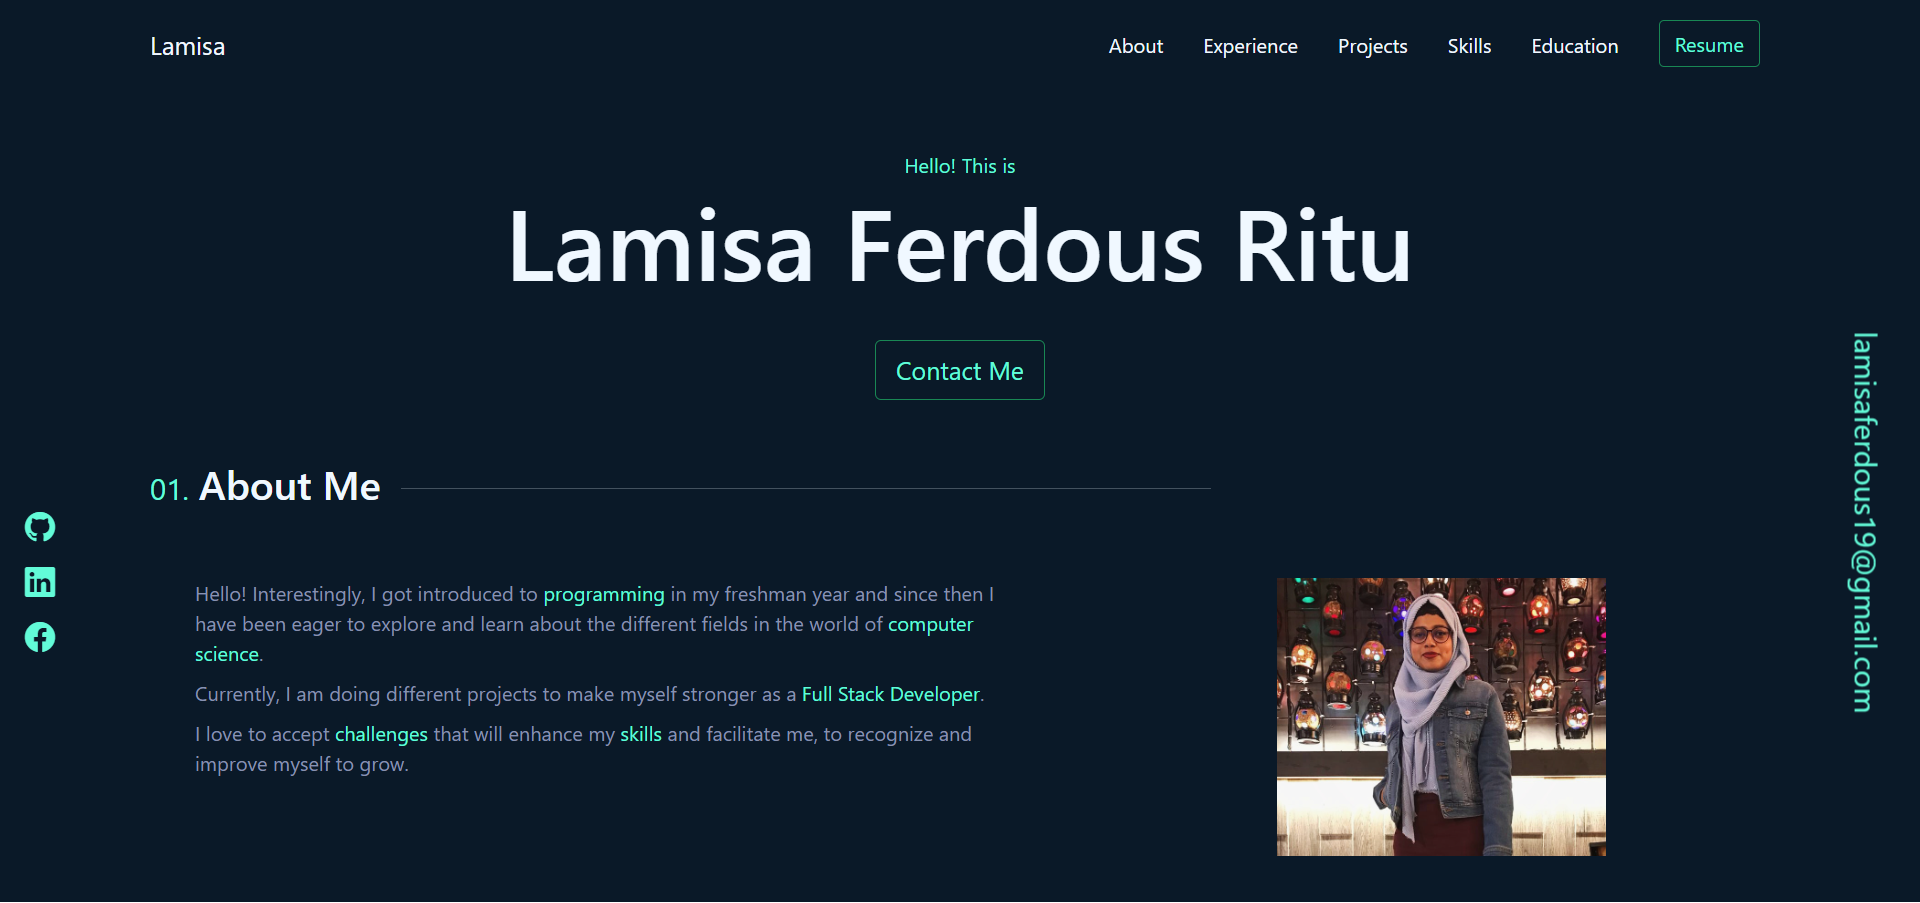 Lamisa
About
Experience
Projects
Skills
Education
Resume
Hello! This is
Lamisa Ferdous Ritu
Contact Me
lamisaferdous19@gmail.com
01. About Me
in
Hello! Interestingly, I got introduced to programming in my freshman year and since then I
have been eager to explore and learn about the different fields in the world of computer
science.
Currently, I am doing different projects to make myself stronger as a Full Stack Developer.
I love to accept challenges that will enhance my skills and facilitate me, to recognize and
improve myself to grow.